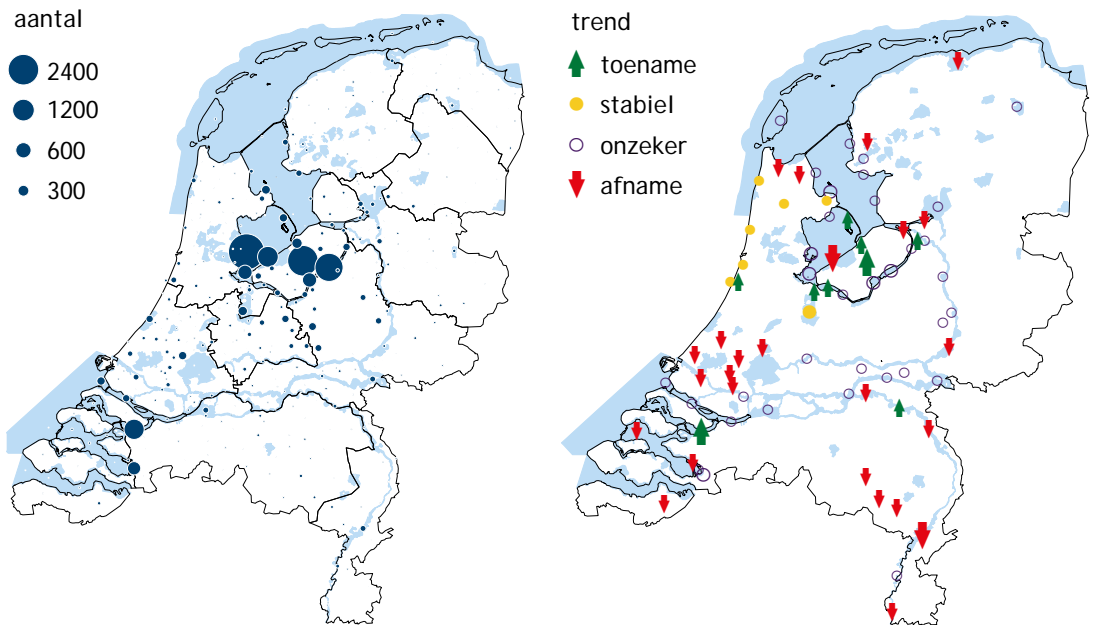 aantal
2400
1200
600
300
trend
toename
stabiel
onzeker
afname